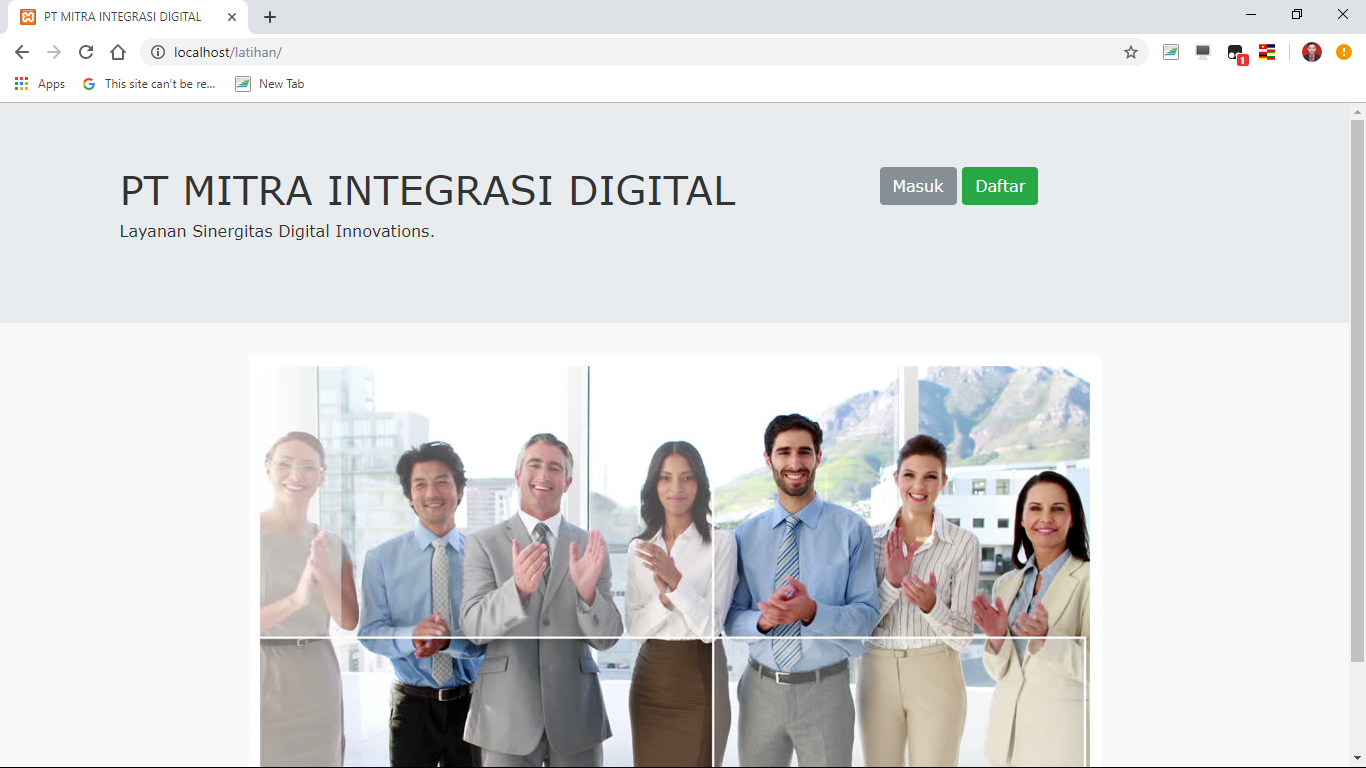 PT MITRA INTEGRASI DIGITAL
localhost/latihan/
1
Apps
This site can't be re...
New Tab
PT MITRA INTEGRASI DIGITAL
Masuk
Daftar
Layanan Sinergitas Digital Innovations.